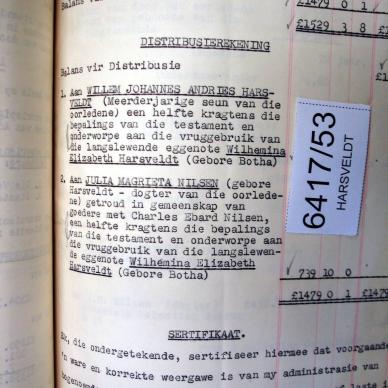 £1479 0 1
£1529 3 8 £
DISTRIBUSIEREKENING
Balans vir Distribusie
1. Aan WILLEM JOHANNES ANDRIES HARS-
VELDT (Meerderjarige seun van die
oorledene) een helfte kragtens die
bepalings van die testament en
onderworpe aan die vruggebruik van
die langslewende eggenote Wilhemina
Elizabeth Harsveldt (Gebore Botha)
2. Aan JULIA MAGRIETA NILSEN (gebore
Harsveldt - dogter van die oorlede-
ne) getroud in gemeenskap van
goedere met Charles Ebard Nilsen,
een helfte kragtens die bepalings
van die testament en onderworpe aan
die vruggebruik van die langslewen-
de eggenote Wilhemina Elizabeth
Harsveldt (Gebore Botha)
739 10 0
£1479 0 1 £1479
6417/53
HARSVELDT
SERTIFIKAAT.
Ek, die ondergetekende, sertifiseer hiermee dat voorgaande
'n ware en korrekte weergawe is van my administrasie van